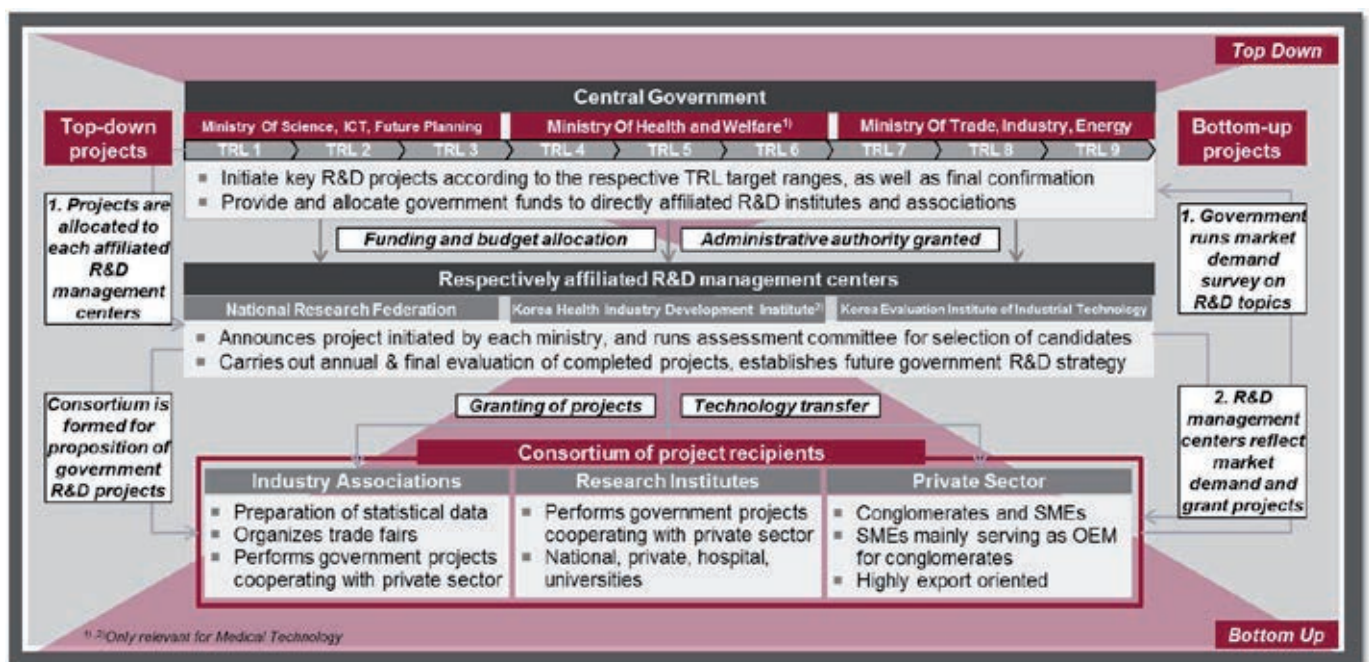 Top Down
Central Government
Top-down
projects
Ministry Of Science, ICT, Future Planning
Ministry Of Health and Welfare1)
Ministry Of Trade, Industry, Energy
Bottom-up
projects
TRL 1 TRL 2 TRL 3 TRL 4 TRL 5 TRL 6 TRL 7 TRL 8 TRL 9
▪ Initiate key R&D projects according to the respective TRL target ranges, as well as final confirmation
▪ Provide and allocate government funds to directly affiliated R&D institutes and associations
1. Projects are
allocated to
each affiliated
R&D
management
centers
1. Government
runs market
demand
survey on
R&D topics
Funding and budget allocation
Administrative authority granted
Respectively affiliated R&D management centers
National Research Federation
Korea Health Industry Development Institute2)
Korea Evaluation Institute of Industrial Technology
▪ Announces project initiated by each ministry, and runs assessment committee for selection of candidates
▪ Carries out annual & final evaluation of completed projects, establishes future government R&D strategy
Consortium is
formed for
proposition of
government
R&D projects
2. R&D
management
centers reflect
market
demand and
grant projects
Granting of projects
Technology transfer
Consortium of project recipients
Industry Associations
▪ Preparation of statistical data
▪ Organizes trade fairs
▪ Performs government projects
cooperating with private sector
Research Institutes
▪ Performs government projects
cooperating with private sector
▪ National, private, hospital,
universities
Private Sector
▪ Conglomerates and SMEs
▪ SMEs mainly serving as OEM
for conglomerates
▪ Highly export oriented
1), 2)Only relevant for Medical Technology
Bottom Up